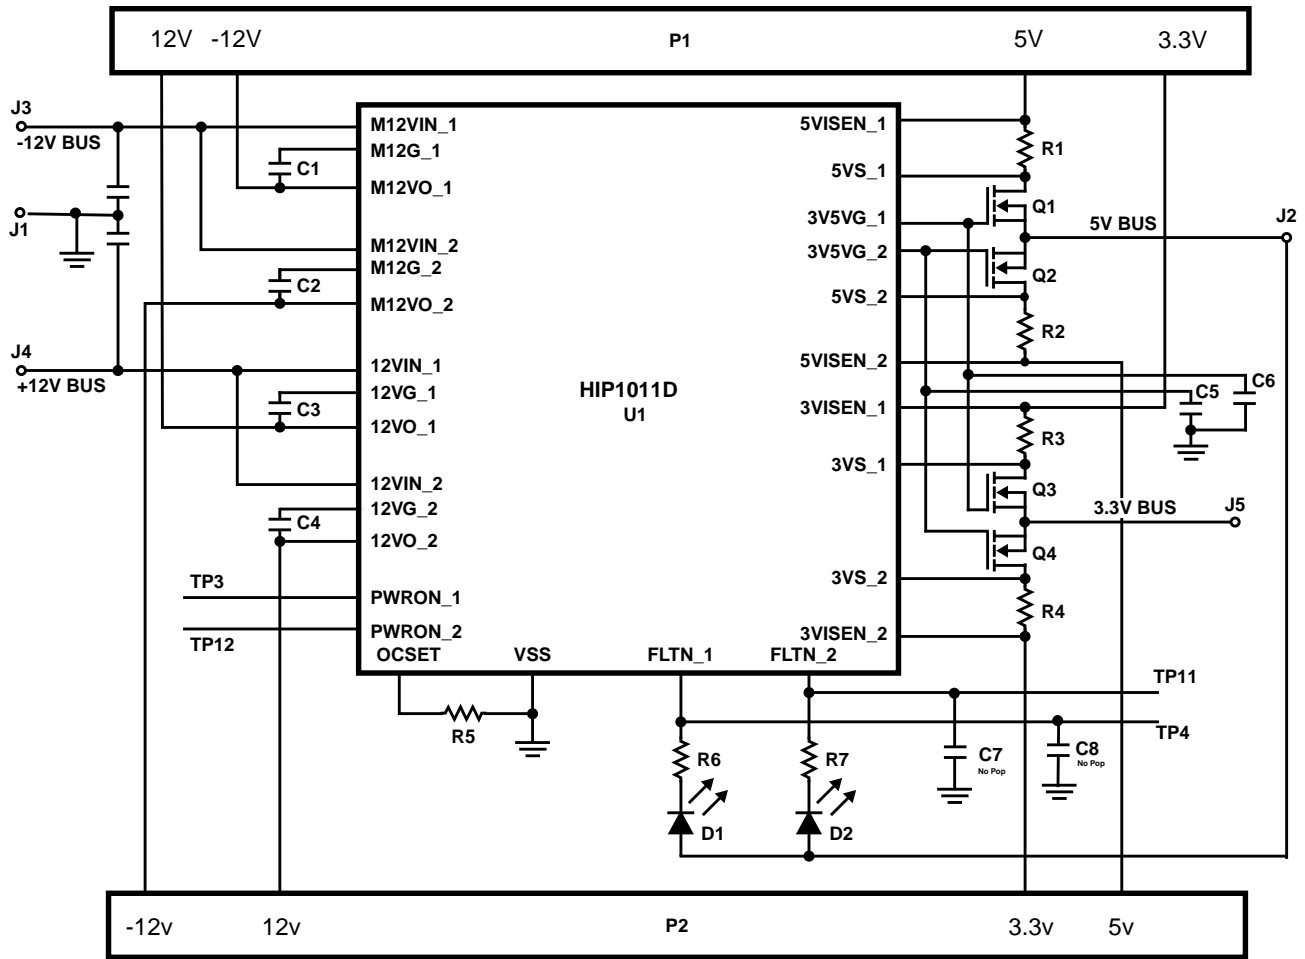 12V -12V P1 5V 3.3V
J3
-12V BUS
J1
J4
+12V BUS
M12VIN_1
M12G_1
C1
M12VO_1
M12VIN_2
M12G_2
C2
M12VO_2
12VIN_1
12VG_1
C3
12VO_1
12VIN_2
12VG_2
C4
12VO_2
TP3
PWRON_1
PWRON_2
TP12
OCSET VSS FLTN_1 FLTN_2
HIP1011D
U1
5VISEN_1
R1
5VS_1
Q1
3V5VG_1
5V BUS
J2
3V5VG_2
Q2
5VS_2
R2
5VISEN_2
C5
C6
3VISEN_1
R3
3VS_1
Q3
3.3V BUS
J5
Q4
3VS_2
R4
3VISEN_2
TP11
TP4
R5
R6
R7
C7
No Pop
C8
No Pop
D1
D2
-12v 12v P2 3.3v 5v